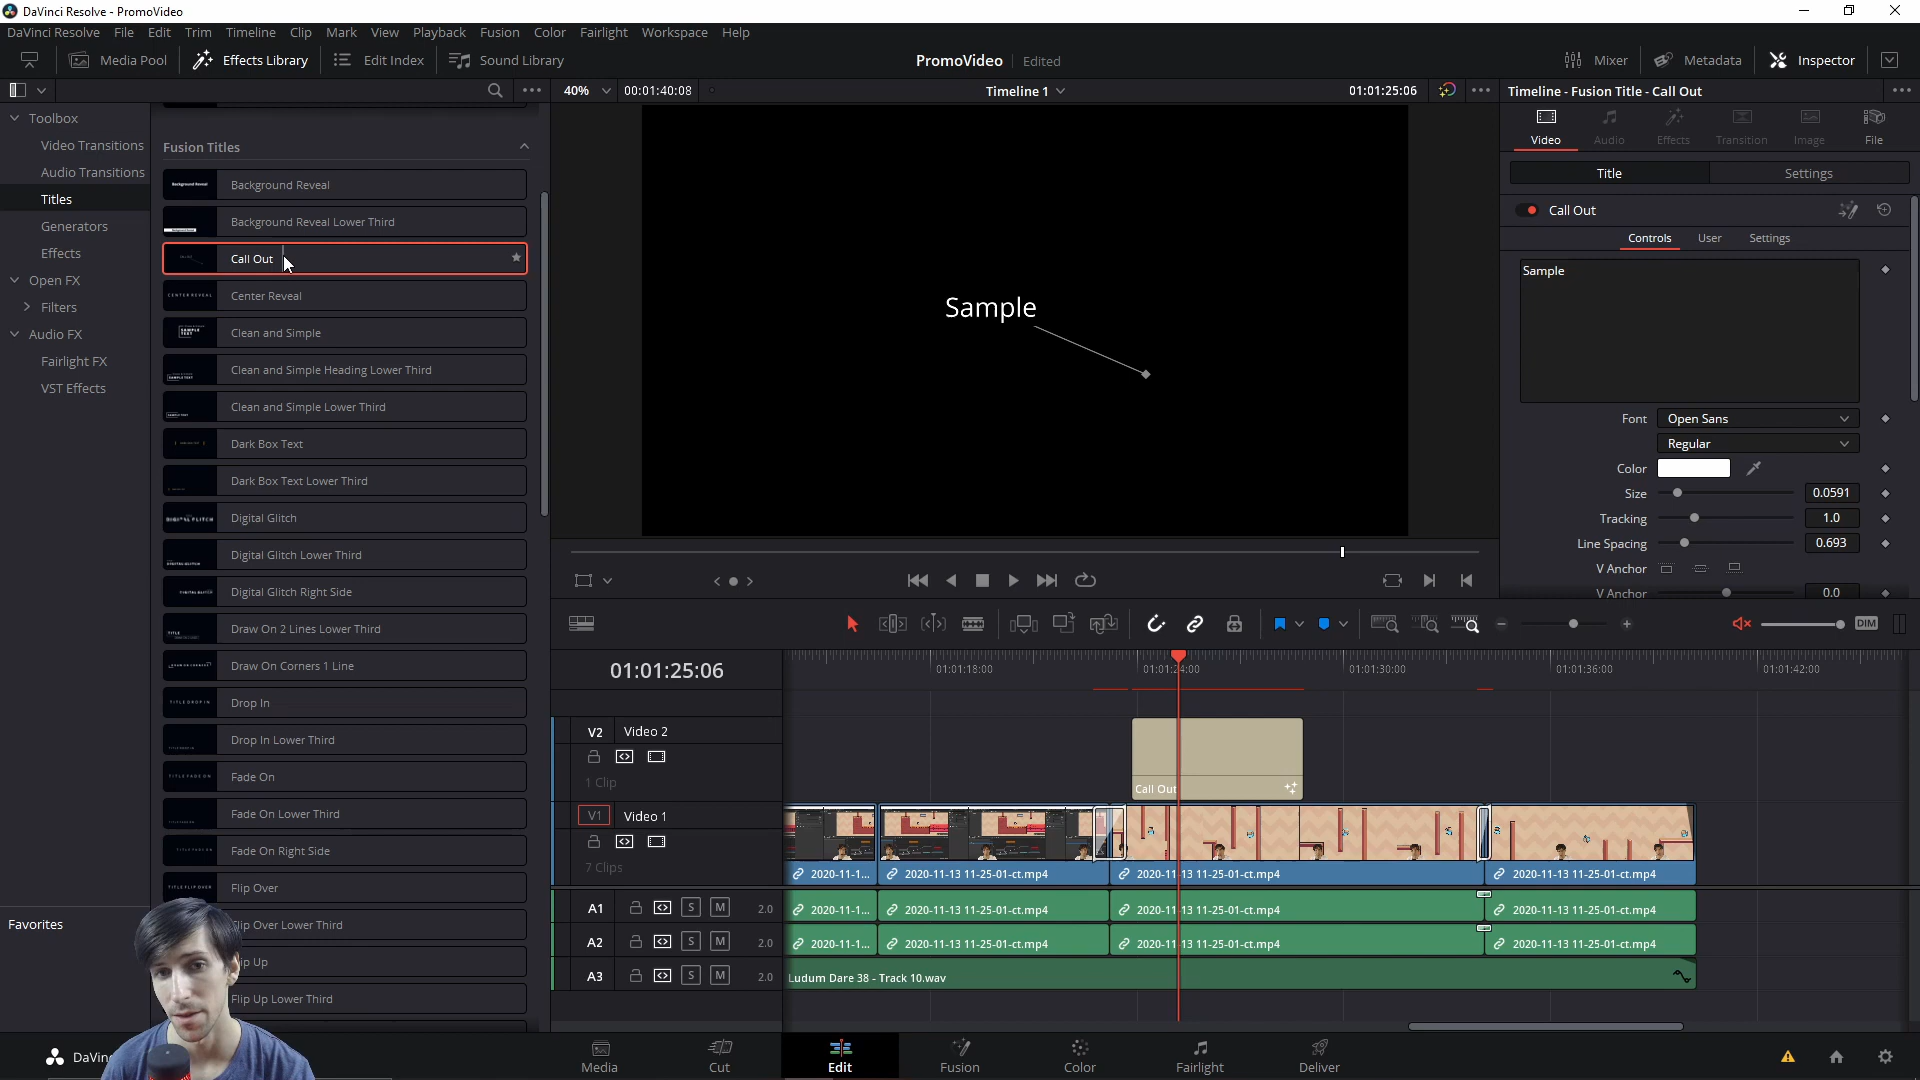 DaVinci Resolve - PromoVideo
DaVinci Resolve File Edit Trim Timeline Clip Mark View Playback Fusion Color Fairlight Workspace Help
Media Pool Effects Library Edit Index Sound Library PromoVideo Edited Mixer Metadata Inspector
40% 00:01:40:08 Timeline 1 01:01:25:06 Timeline - Fusion Title - Call Out
Toolbox
Video Transitions
Audio Transitions
Titles
Generators
Effects
Open FX
Filters
Audio FX
Fairlight FX
VST Effects
Favorites
Fusion Titles
Background Reveal
Background Reveal Lower Third
Call Out
Center Reveal
Clean and Simple
Clean and Simple Heading Lower Third
Clean and Simple Lower Third
Dark Box Text
Dark Box Text Lower Third
Digital Glitch
Digital Glitch Lower Third
Digital Glitch Right Side
Draw On 2 Lines Lower Third
Draw On Corners 1 Line
Drop In
Drop In Lower Third
Fade On
Fade On Lower Third
Fade On Right Side
Flip Over
Flip Over Lower Third
Flip Up Lower Third
Sample
Video Audio Effects Transition Image File
Title Settings
Call Out
Controls User Settings
Sample
Font Open Sans
Regular
Color
Size 0.0591
Tracking 1.0
Line Spacing 0.693
V Anchor
V Anchor 0.0
DIM
01:01:25:06 01:01:18:00 01:01:24:00 01:01:30:00 01:01:36:00 01:01:42:00
V2 Video 2
1 Clip
Call Out
V1 Video 1
7 Clips
2020-11-1... 2020-11-13 11-25-01-ct.mp4 2020-11-13 11-25-01-ct.mp4 2020-11-13 11-25-01-ct.mp4
A1 S M 2.0 2020-11-1... 2020-11-13 11-25-01-ct.mp4 2020-11-13 11-25-01-ct.mp4 2020-11-13 11-25-01-ct.mp4
A2 S M 2.0 2020-11-1... 2020-11-13 11-25-01-ct.mp4 2020-11-13 11-25-01-ct.mp4 2020-11-13 11-25-01-ct.mp4
A3 S M 2.0 Ludum Dare 38 - Track 10.wav
Media Cut Edit Fusion Color Fairlight Deliver